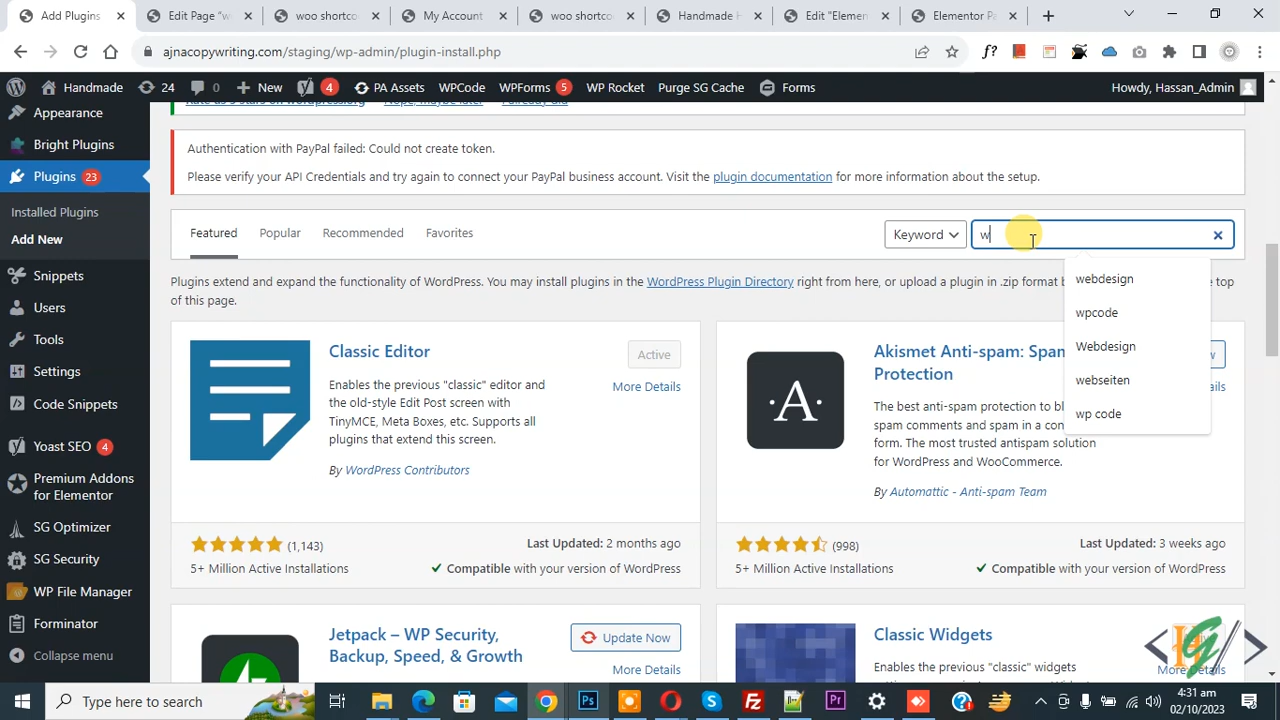 Add Plugins
Edit Page "w
woo shortco
My Account
woo shortco
Handmade H
Edit "Elemen
Elementor Pa
ajnacopywriting.com/staging/wp-admin/plugin-install.php
f?
Handmade
24
0
New
4
PA Assets
WPCode
WPForms
5
WP Rocket
Purge SG Cache
Forms
Howdy, Hassan_Admin
Appearance
Bright Plugins
Plugins 23
Installed Plugins
Add New
Snippets
Users
Tools
Settings
Code Snippets
Yoast SEO 4
Premium Addons
for Elementor
SG Optimizer
SG Security
WP File Manager
Forminator
Collapse menu
Authentication with PayPal failed: Could not create token.
Please verify your API Credentials and try again to connect your PayPal business account. Visit the plugin documentation for more information about the setup.
Featured
Popular
Recommended
Favorites
Keyword
w
webdesign
wpcode
Webdesign
webseiten
wp code
Plugins extend and expand the functionality of WordPress. You may install plugins in the WordPress Plugin Directory right from here, or upload a plugin in .zip format b
e top
of this page.
Classic Editor
Active
More Details
Enables the previous "classic" editor and
the old-style Edit Post screen with
TinyMCE, Meta Boxes, etc. Supports all
plugins that extend this screen.
By WordPress Contributors
(1,143)
5+ Million Active Installations
Last Updated: 2 months ago
Compatible with your version of WordPress
Akismet Anti-spam: Spam
Protection
w
tails
The best anti-spam protection to bl
spam comments and spam in a con
form. The most trusted antispam solution
for WordPress and WooCommerce.
By Automattic - Anti-spam Team
(998)
5+ Million Active Installations
Last Updated: 3 weeks ago
Compatible with your version of WordPress
Jetpack – WP Security,
Backup, Speed, & Growth
Update Now
More Details
Classic Widgets
Enables the previous "classic" widgets
More Details
Type here to search
4:31 am
02/10/2023